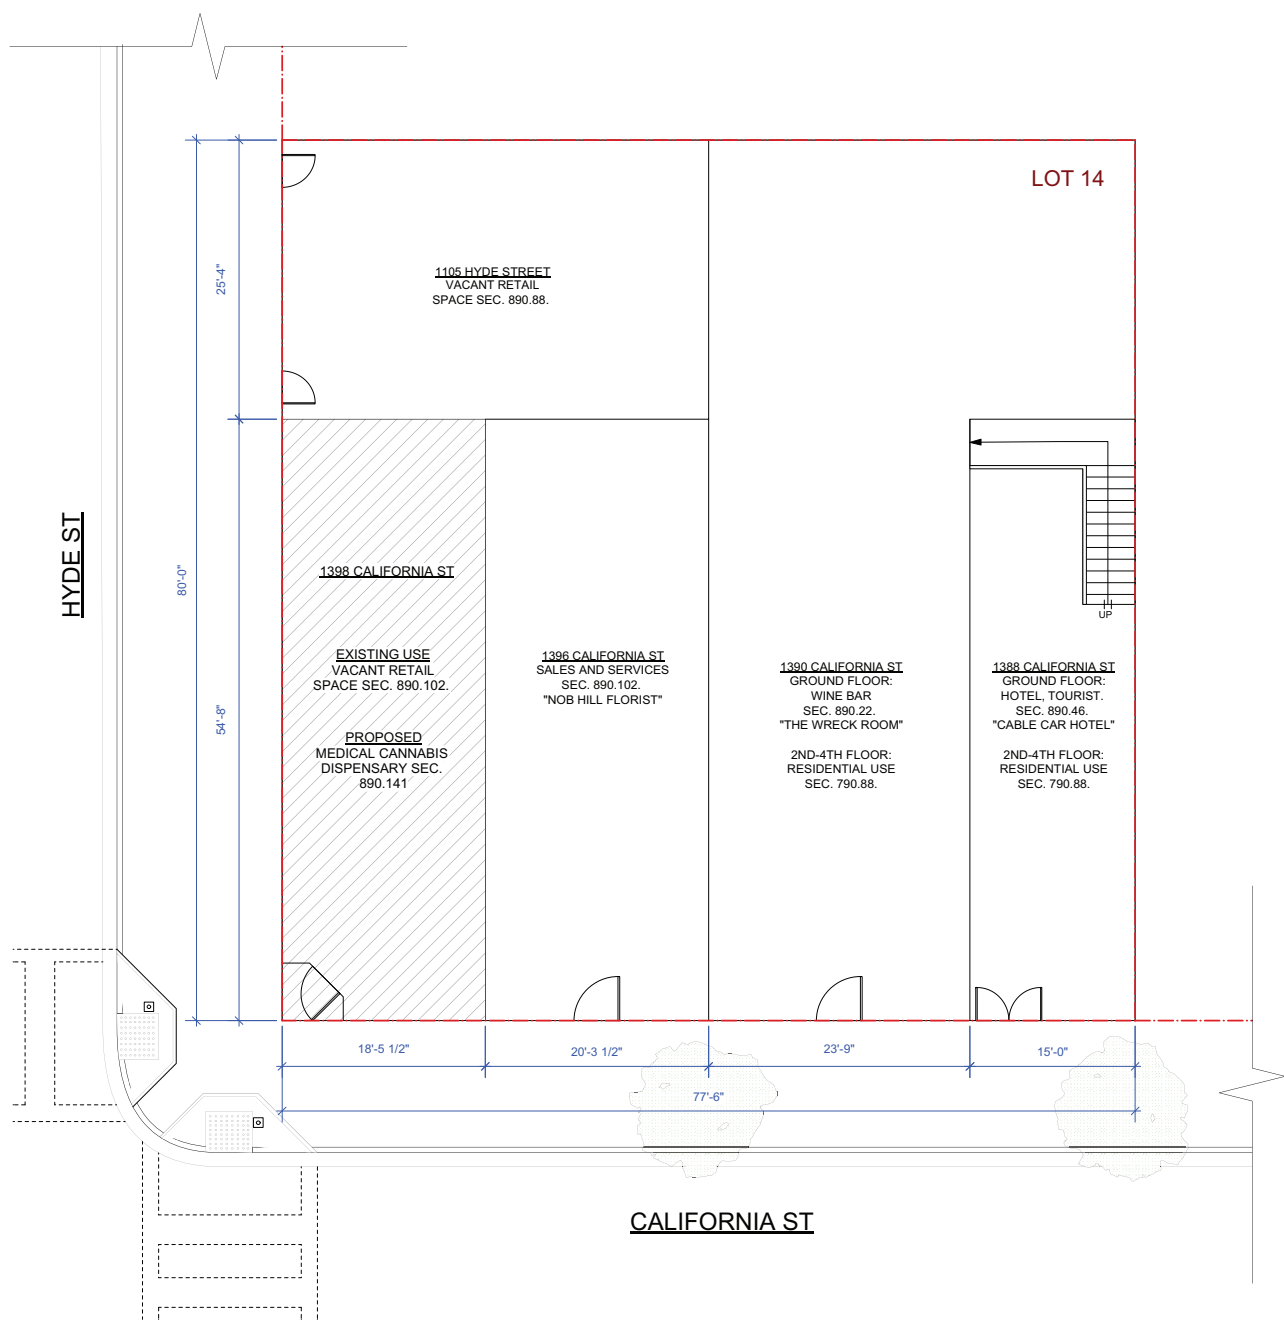 LOT 14
25'-4"
1105 HYDE STREET
VACANT RETAIL
SPACE SEC. 890.88.
HYDE ST
80'-0"
54'-8"
1398 CALIFORNIA ST
EXISTING USE
VACANT RETAIL
SPACE SEC. 890.102.
PROPOSED
MEDICAL CANNABIS
DISPENSARY SEC.
890.141
1396 CALIFORNIA ST
SALES AND SERVICES
SEC. 890.102.
"NOB HILL FLORIST"
1390 CALIFORNIA ST
GROUND FLOOR:
WINE BAR
SEC. 890.22.
"THE WRECK ROOM"
2ND-4TH FLOOR:
RESIDENTIAL USE
SEC. 790.88.
UP
1388 CALIFORNIA ST
GROUND FLOOR:
HOTEL, TOURIST.
SEC. 890.46.
"CABLE CAR HOTEL"
2ND-4TH FLOOR:
RESIDENTIAL USE
SEC. 790.88.
18'-5 1/2"
20'-3 1/2"
23'-9"
15'-0"
77'-6"
CALIFORNIA ST